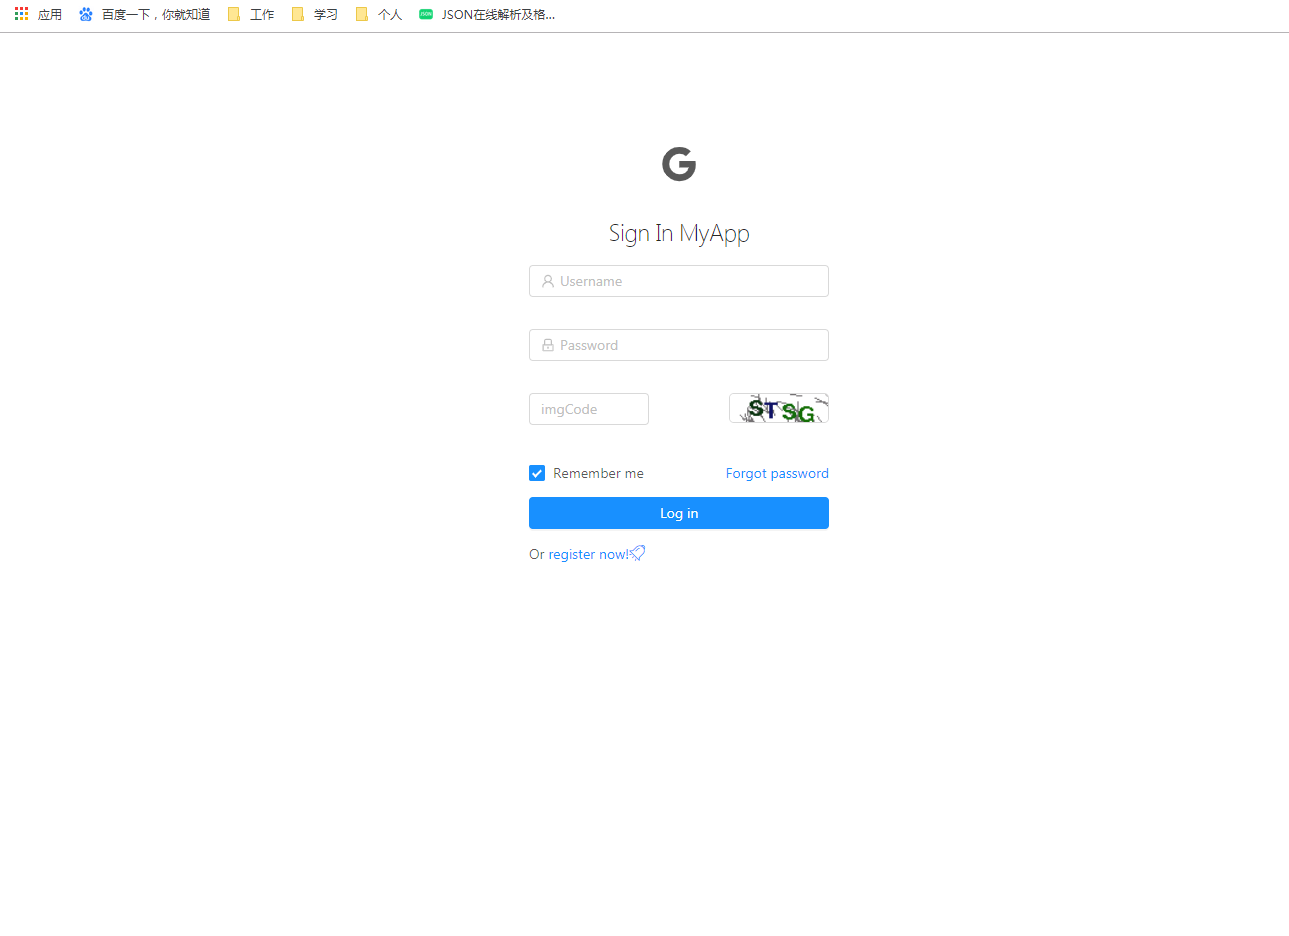 应用 百度一下，你就知道 工作 学习 个人 JSON在线解析及格...
G
Sign In MyApp
Username
Password
imgCode STSG
Remember me Forgot password
Log in
Or register now!